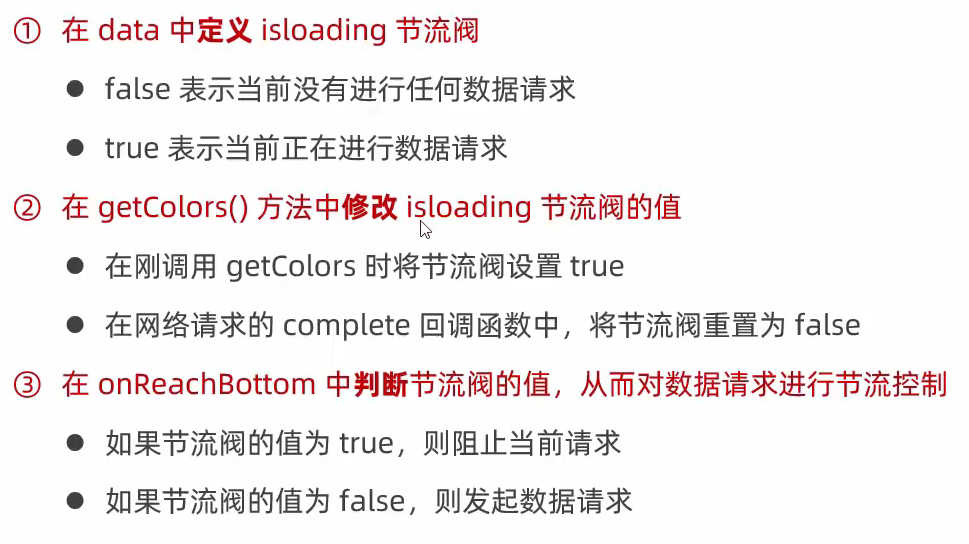 ① 在 data 中定义 isloading 节流阀
● false 表示当前没有进行任何数据请求
● true 表示当前正在进行数据请求
② 在 getColors() 方法中修改 isloading 节流阀的值
● 在刚调用 getColors 时将节流阀设置 true
● 在网络请求的 complete 回调函数中，将节流阀重置为 false
③ 在 onReachBottom 中判断节流阀的值，从而对数据请求进行节流控制
● 如果节流阀的值为 true，则阻止当前请求
● 如果节流阀的值为 false，则发起数据请求